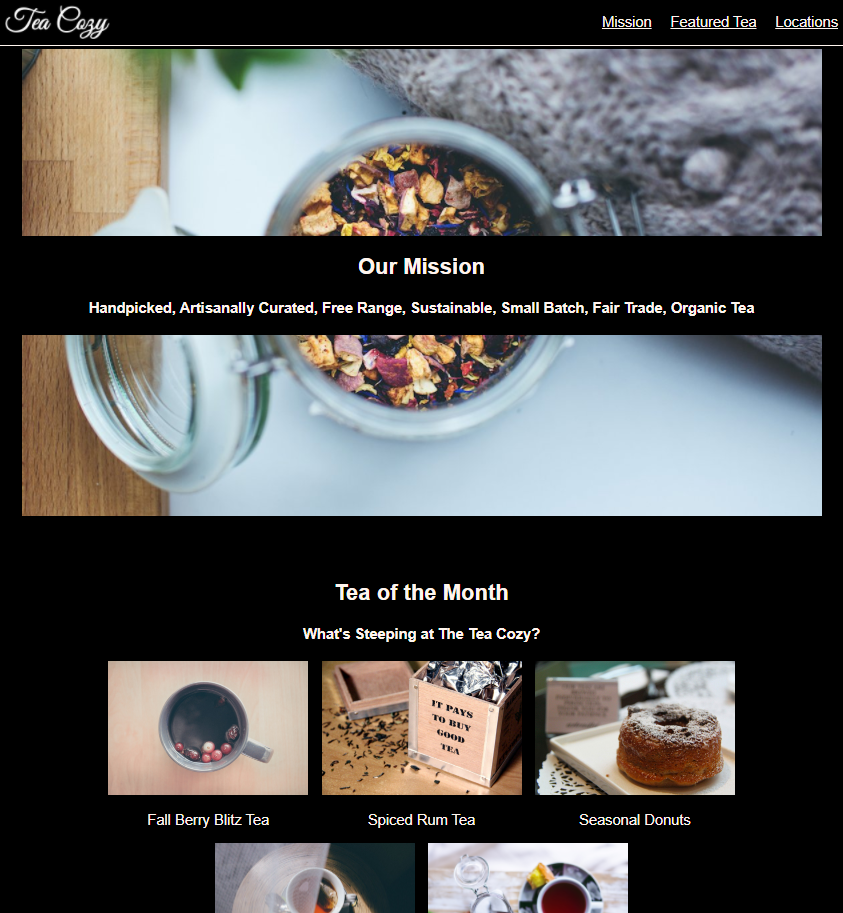 Tea Cozy
Mission Featured Tea Locations
Our Mission
Handpicked, Artisanally Curated, Free Range, Sustainable, Small Batch, Fair Trade, Organic Tea
Tea of the Month
What's Steeping at The Tea Cozy?
IT PAYS
TO BUY
GOOD
TEA
Fall Berry Blitz Tea
Spiced Rum Tea
Seasonal Donuts